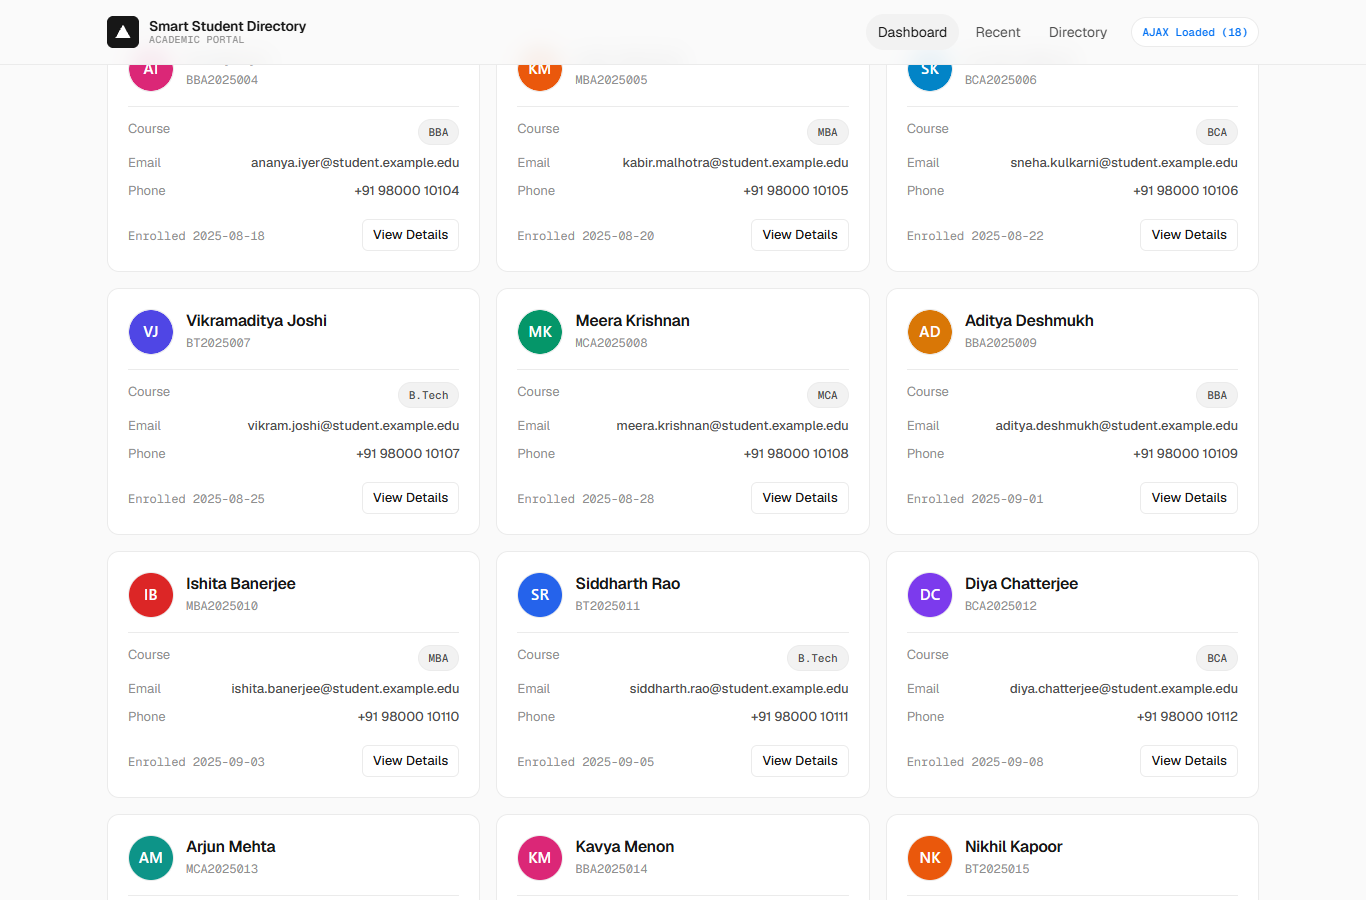 Smart Student Directory
ACADEMIC PORTAL
Dashboard
Recent
Directory
AJAX Loaded (18)
AI
BBA2025004
Course
BBA
Email
ananya.iyer@student.example.edu
Phone
+91 98000 10104
Enrolled 2025-08-18
View Details
KM
MBA2025005
Course
MBA
Email
kabir.malhotra@student.example.edu
Phone
+91 98000 10105
Enrolled 2025-08-20
View Details
SK
BCA2025006
Course
BCA
Email
sneha.kulkarni@student.example.edu
Phone
+91 98000 10106
Enrolled 2025-08-22
View Details
VJ
Vikramaditya Joshi
BT2025007
Course
B.Tech
Email
vikram.joshi@student.example.edu
Phone
+91 98000 10107
Enrolled 2025-08-25
View Details
MK
Meera Krishnan
MCA2025008
Course
MCA
Email
meera.krishnan@student.example.edu
Phone
+91 98000 10108
Enrolled 2025-08-28
View Details
AD
Aditya Deshmukh
BBA2025009
Course
BBA
Email
aditya.deshmukh@student.example.edu
Phone
+91 98000 10109
Enrolled 2025-09-01
View Details
IB
Ishita Banerjee
MBA2025010
Course
MBA
Email
ishita.banerjee@student.example.edu
Phone
+91 98000 10110
Enrolled 2025-09-03
View Details
SR
Siddharth Rao
BT2025011
Course
B.Tech
Email
siddharth.rao@student.example.edu
Phone
+91 98000 10111
Enrolled 2025-09-05
View Details
DC
Diya Chatterjee
BCA2025012
Course
BCA
Email
diya.chatterjee@student.example.edu
Phone
+91 98000 10112
Enrolled 2025-09-08
View Details
AM
Arjun Mehta
MCA2025013
KM
Kavya Menon
BBA2025014
NK
Nikhil Kapoor
BT2025015